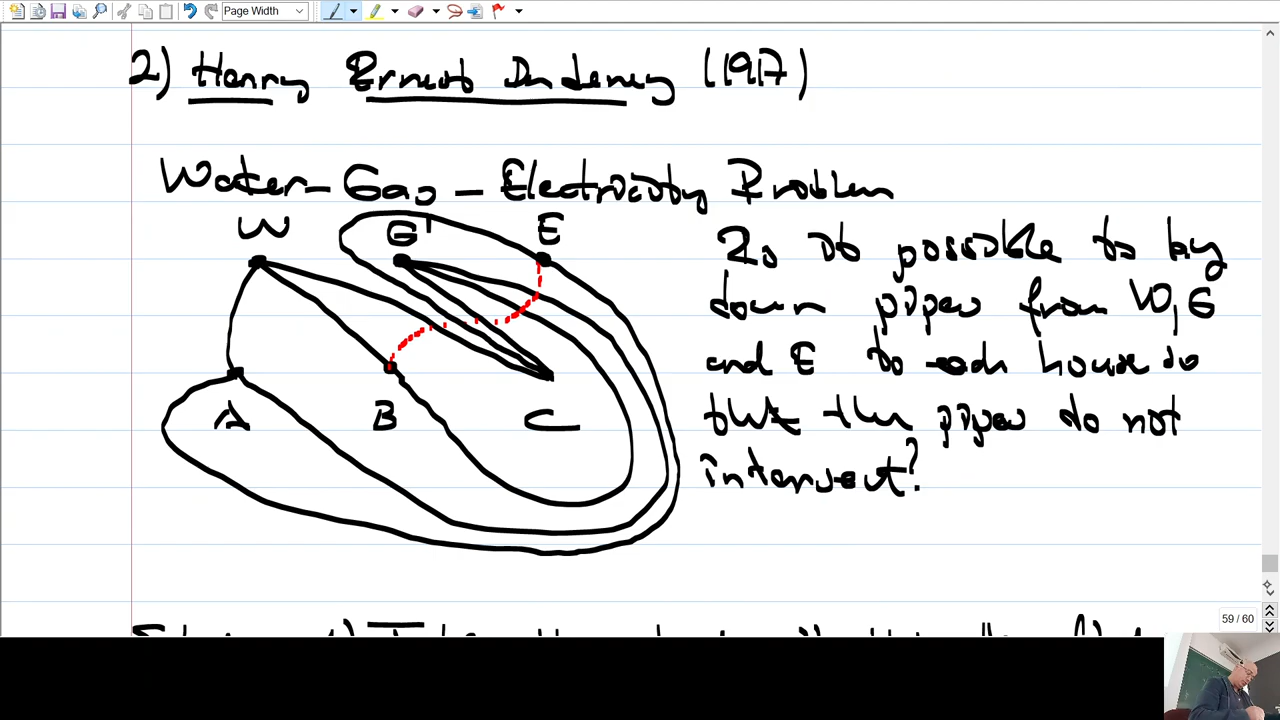 Page Width
2) Henry Ernest Dudeney (1917)
Water-Gas-Electricity Problem
W G E
Is it possible to lay
down pipes from W, G
and E to each house so
that the pipes do not
intersect?
A B C
59 / 60